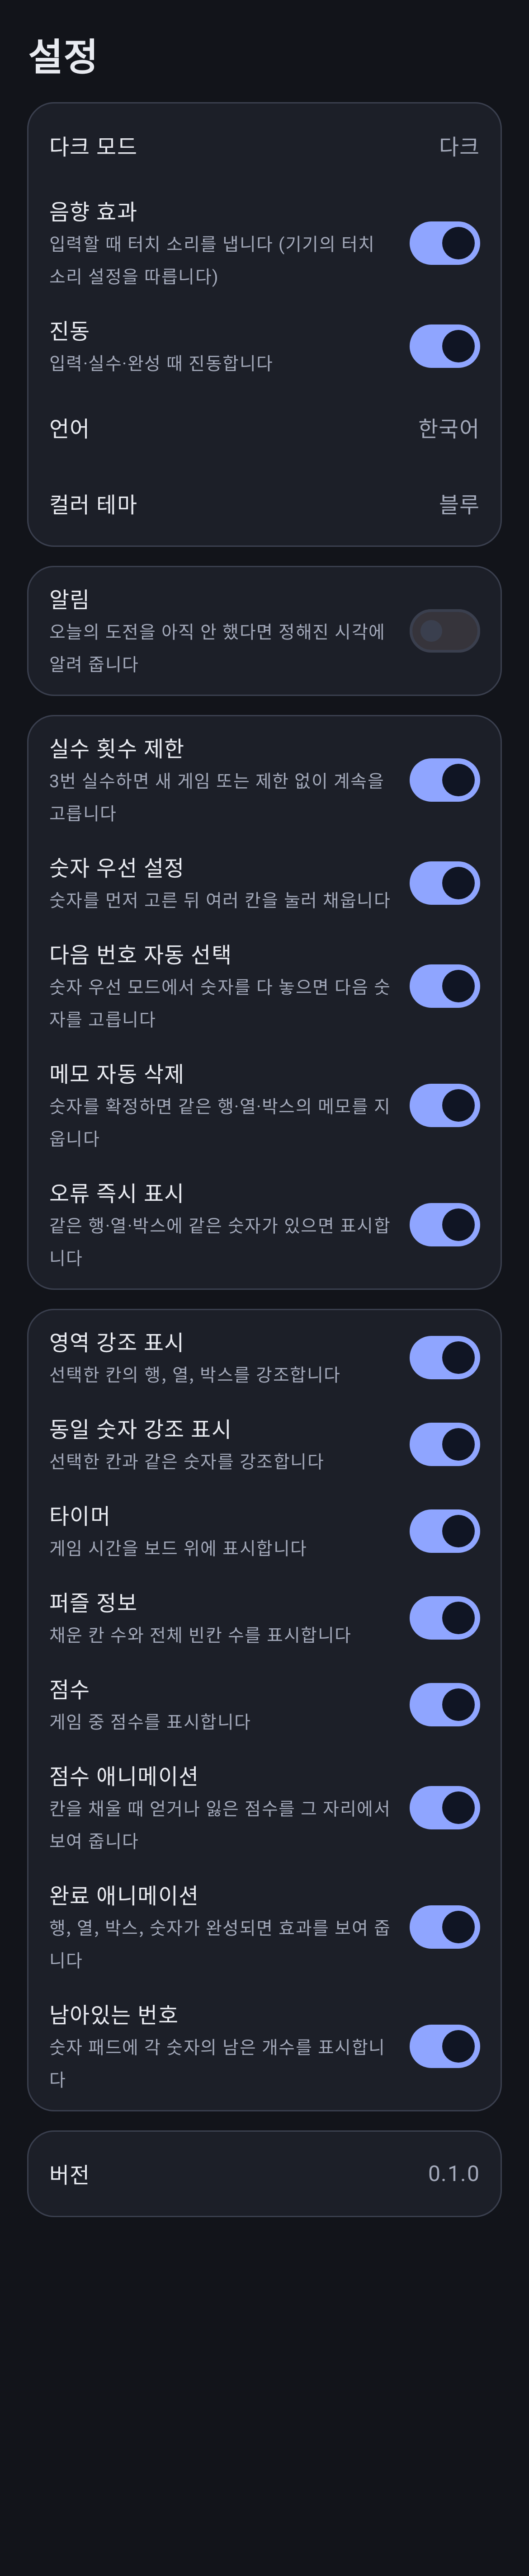 설정
다크 모드
다크
음향 효과
입력할 때 터치 소리를 냅니다 (기기의 터치
소리 설정을 따릅니다)
진동
입력·실수·완성 때 진동합니다
언어
한국어
컬러 테마
블루
알림
오늘의 도전을 아직 안 했다면 정해진 시각에
알려 줍니다
실수 횟수 제한
3번 실수하면 새 게임 또는 제한 없이 계속을
고릅니다
숫자 우선 설정
숫자를 먼저 고른 뒤 여러 칸을 눌러 채웁니다
다음 번호 자동 선택
숫자 우선 모드에서 숫자를 다 놓으면 다음 숫
자를 고릅니다
메모 자동 삭제
숫자를 확정하면 같은 행·열·박스의 메모를 지
웁니다
오류 즉시 표시
같은 행·열·박스에 같은 숫자가 있으면 표시합
니다
영역 강조 표시
선택한 칸의 행, 열, 박스를 강조합니다
동일 숫자 강조 표시
선택한 칸과 같은 숫자를 강조합니다
타이머
게임 시간을 보드 위에 표시합니다
퍼즐 정보
채운 칸 수와 전체 빈칸 수를 표시합니다
점수
게임 중 점수를 표시합니다
점수 애니메이션
칸을 채울 때 얻거나 잃은 점수를 그 자리에서
보여 줍니다
완료 애니메이션
행, 열, 박스, 숫자가 완성되면 효과를 보여 줍
니다
남아있는 번호
숫자 패드에 각 숫자의 남은 개수를 표시합니
다
버전
0.1.0